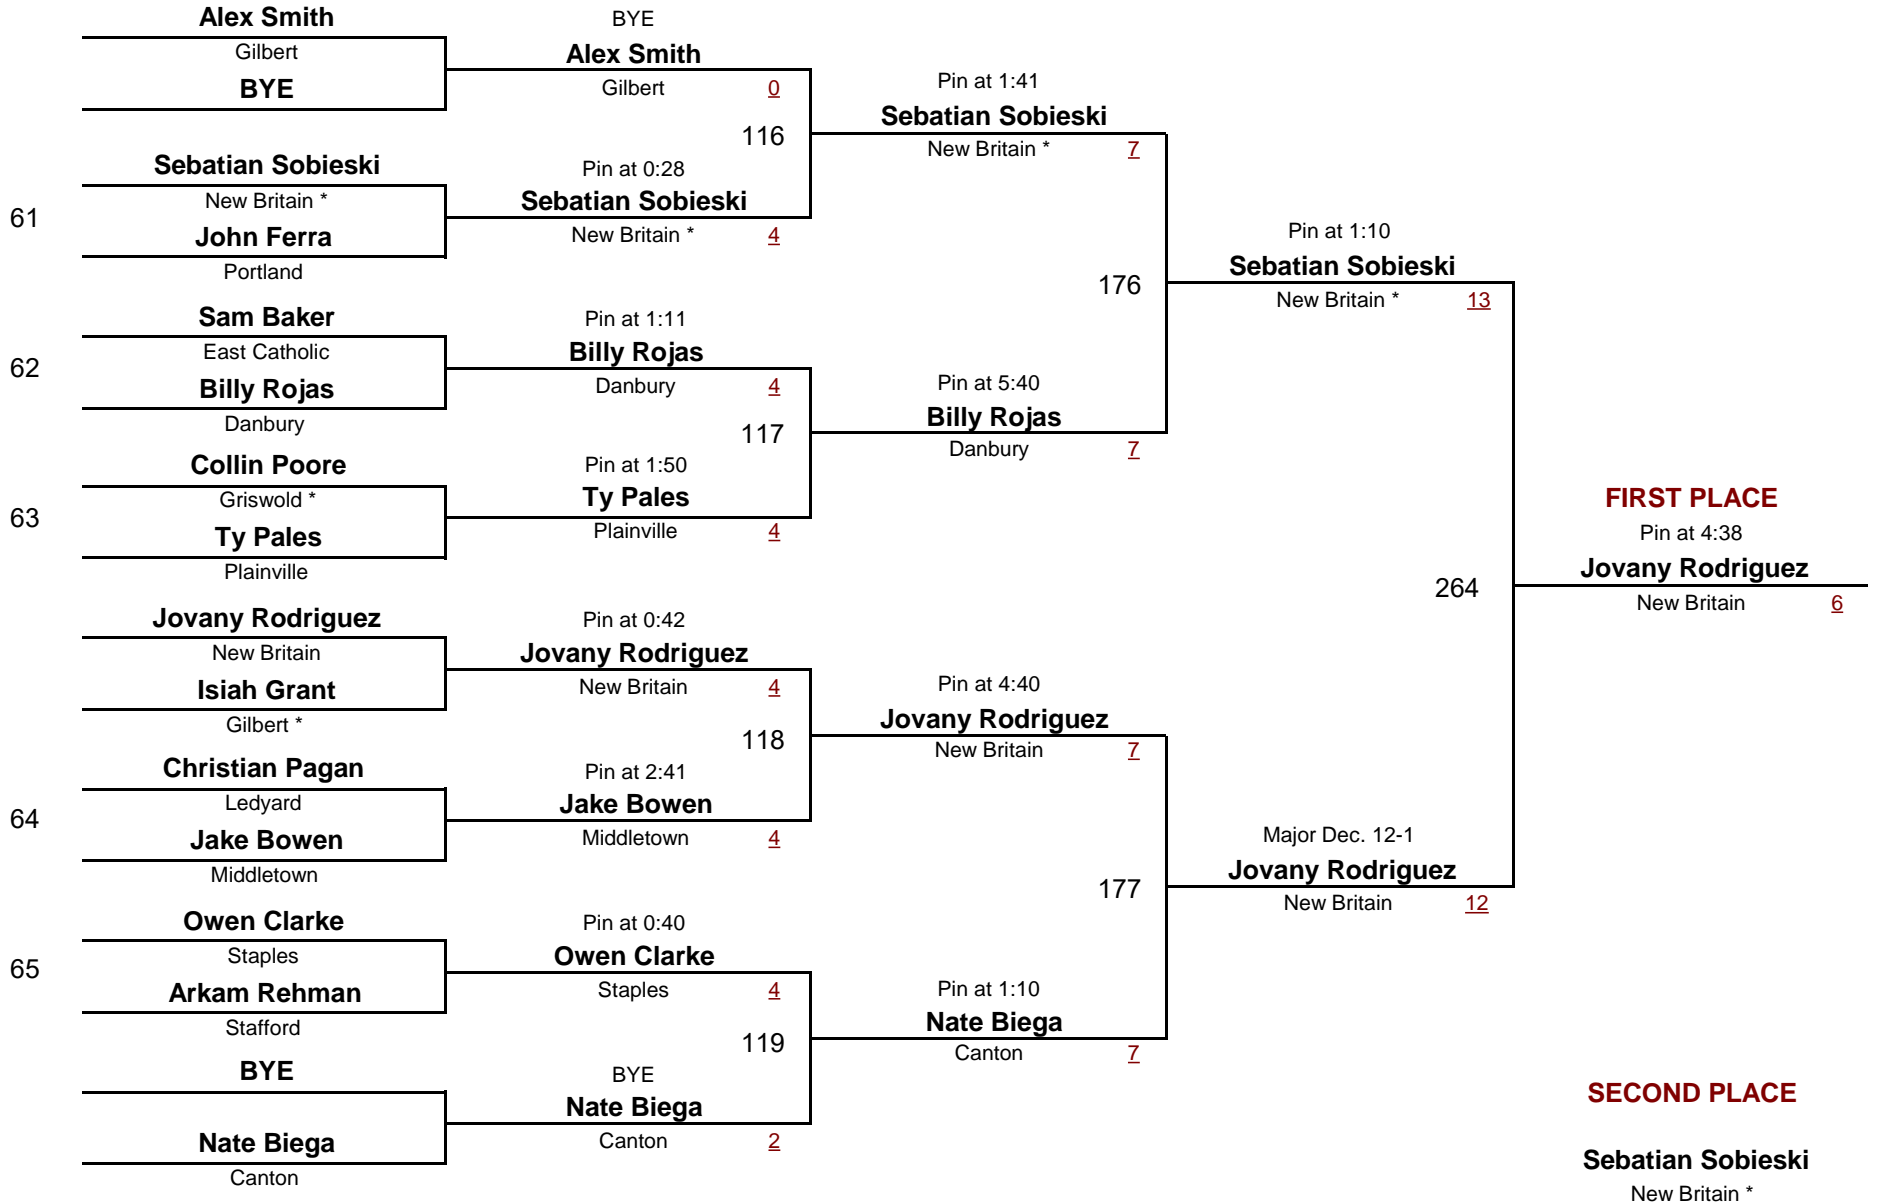 Alex Smith
Gilbert
BYE
61
Sebatian Sobieski
New Britain *
John Ferra
Portland
62
Sam Baker
East Catholic
Billy Rojas
Danbury
63
Collin Poore
Griswold *
Ty Pales
Plainville
Jovany Rodriguez
New Britain
Isiah Grant
Gilbert *
64
Christian Pagan
Ledyard
Jake Bowen
Middletown
65
Owen Clarke
Staples
Arkam Rehman
Stafford
BYE
Nate Biega
Canton
BYE
Alex Smith
Gilbert 0
116
Pin at 0:28
Sebatian Sobieski
New Britain * 4
Pin at 1:11
Billy Rojas
Danbury 4
117
Pin at 1:50
Ty Pales
Plainville 4
Pin at 0:42
Jovany Rodriguez
New Britain 4
118
Pin at 2:41
Jake Bowen
Middletown 4
Pin at 0:40
Owen Clarke
Staples 4
119
BYE
Nate Biega
Canton 2
Pin at 1:41
Sebatian Sobieski
New Britain * 7
176
Pin at 5:40
Billy Rojas
Danbury 7
Pin at 4:40
Jovany Rodriguez
New Britain 7
177
Pin at 1:10
Nate Biega
Canton 7
Pin at 1:10
Sebatian Sobieski
New Britain * 13
264
Major Dec. 12-1
Jovany Rodriguez
New Britain 12
FIRST PLACE
Pin at 4:38
Jovany Rodriguez
New Britain 6
SECOND PLACE
Sebatian Sobieski
New Britain *